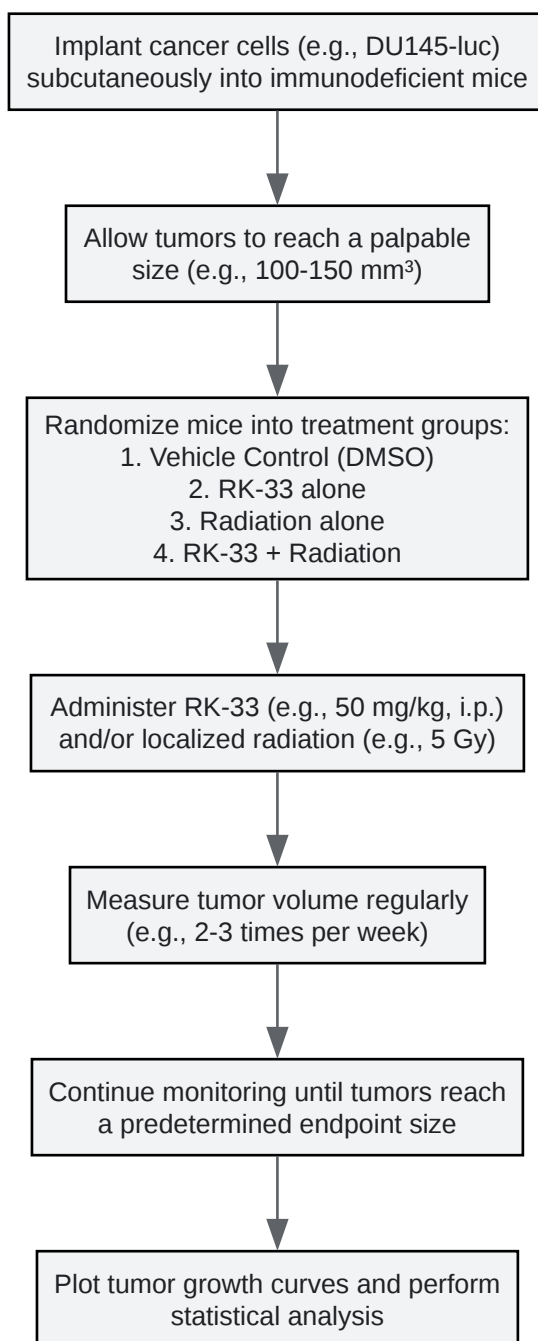 Implant cancer cells (e.g., DU145-luc)
subcutaneously into immunodeficient mice
Allow tumors to reach a palpable
size (e.g., 100-150 mm³)
Randomize mice into treatment groups:
1. Vehicle Control (DMSO)
2. RK-33 alone
3. Radiation alone
4. RK-33 + Radiation
Administer RK-33 (e.g., 50 mg/kg, i.p.)
and/or localized radiation (e.g., 5 Gy)
Measure tumor volume regularly
(e.g., 2-3 times per week)
Continue monitoring until tumors reach
a predetermined endpoint size
Plot tumor growth curves and perform
statistical analysis